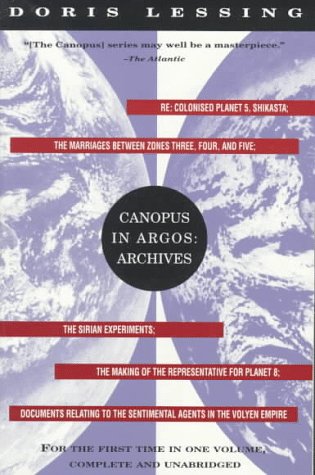 DORIS LESSING
"[The Canopus] series may well be a masterpiece."
—The Atlantic
RE: COLONISED PLANET 5, SHIKASTA;
THE MARRIAGES BETWEEN ZONES THREE, FOUR, AND FIVE;
CANOPUS
IN ARGOS:
ARCHIVES
THE SIRIAN EXPERIMENTS;
THE MAKING OF THE REPRESENTATIVE FOR PLANET 8;
DOCUMENTS RELATING TO THE SENTIMENTAL AGENTS IN THE VOLYEN EMPIRE
FOR THE FIRST TIME IN ONE VOLUME,
COMPLETE AND UNABRIDGED